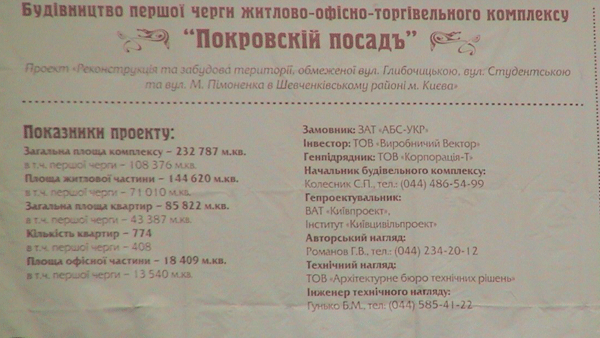 Будівництво першої черги житлово-офісно-торгівельного комплексу
“Покровскій посадъ”
Проект «Реконструкція та забудова території, обмеженої вул. Глибочицькою, вул. Студентською
та вул. М. Пімоненка в Шевченківському районі м. Києва»
Показники проекту:
Загальна площа комплексу – 232 787 м.кв.
в т.ч. першої черги – 108 376 м.кв.
Площа житлової частини – 144 620 м.кв.
в т.ч. першої черги – 71 010 м.кв.
Загальна площа квартир – 85 822 м.кв.
в т.ч. першої черги – 43 387 м.кв.
Кількість квартир – 774
в т.ч. першої черги – 408
Площа офісної частини – 18 409 м.кв.
в т.ч. першої черги – 13 540 м.кв.
Замовник: ЗАТ «АБС-УКР»
Інвестор: ТОВ «Виробничий Вектор»
Генпідрядник: ТОВ «Корпорація-Т»
Начальник будівельного комплексу:
Колесник С.П., тел.: (044) 486-54-99
Гепроектувальник:
ВАТ «Київпроект»,
Інститут «Київцивільпроект»
Авторський нагляд:
Романов Г.В., тел.: (044) 234-20-12
Технічний нагляд:
ТОВ «Архітектурне бюро технічних рішень»
Інженер технічного нагляду:
Гунько Б.М., тел.: (044) 585-41-22